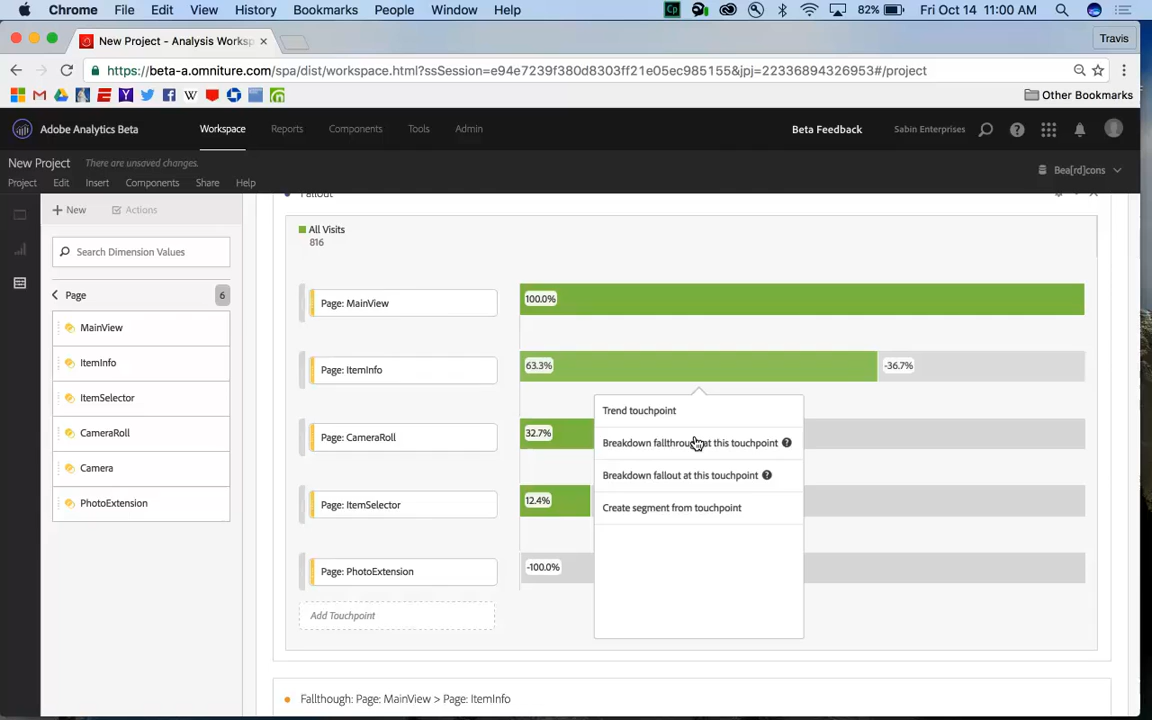 Chrome File Edit View History Bookmarks People Window Help 82% Fri Oct 14 11:00 AM
New Project - Analysis Worksp
Travis
https://beta-a.omniture.com/spa/dist/workspace.html?ssSession=e94e7239f380d8303ff21e05ec985155&jpj=22336894326953#/project
Other Bookmarks
Adobe Analytics Beta Workspace Reports Components Tools Admin Beta Feedback Sabin Enterprises
New Project There are unsaved changes.
Bea[rd]cons
Project Edit Insert Components Share Help
Fallout
+ New Actions
All Visits
816
Search Dimension Values
Page 6
MainView
ItemInfo
ItemSelector
CameraRoll
Camera
PhotoExtension
Page: MainView 100.0%
Page: ItemInfo 63.3% -36.7%
Page: CameraRoll 32.7%
Page: ItemSelector 12.4%
Page: PhotoExtension -100.0%
Add Touchpoint
Trend touchpoint
Breakdown fallthrough at this touchpoint
Breakdown fallout at this touchpoint
Create segment from touchpoint
Fallthough: Page: MainView > Page: ItemInfo